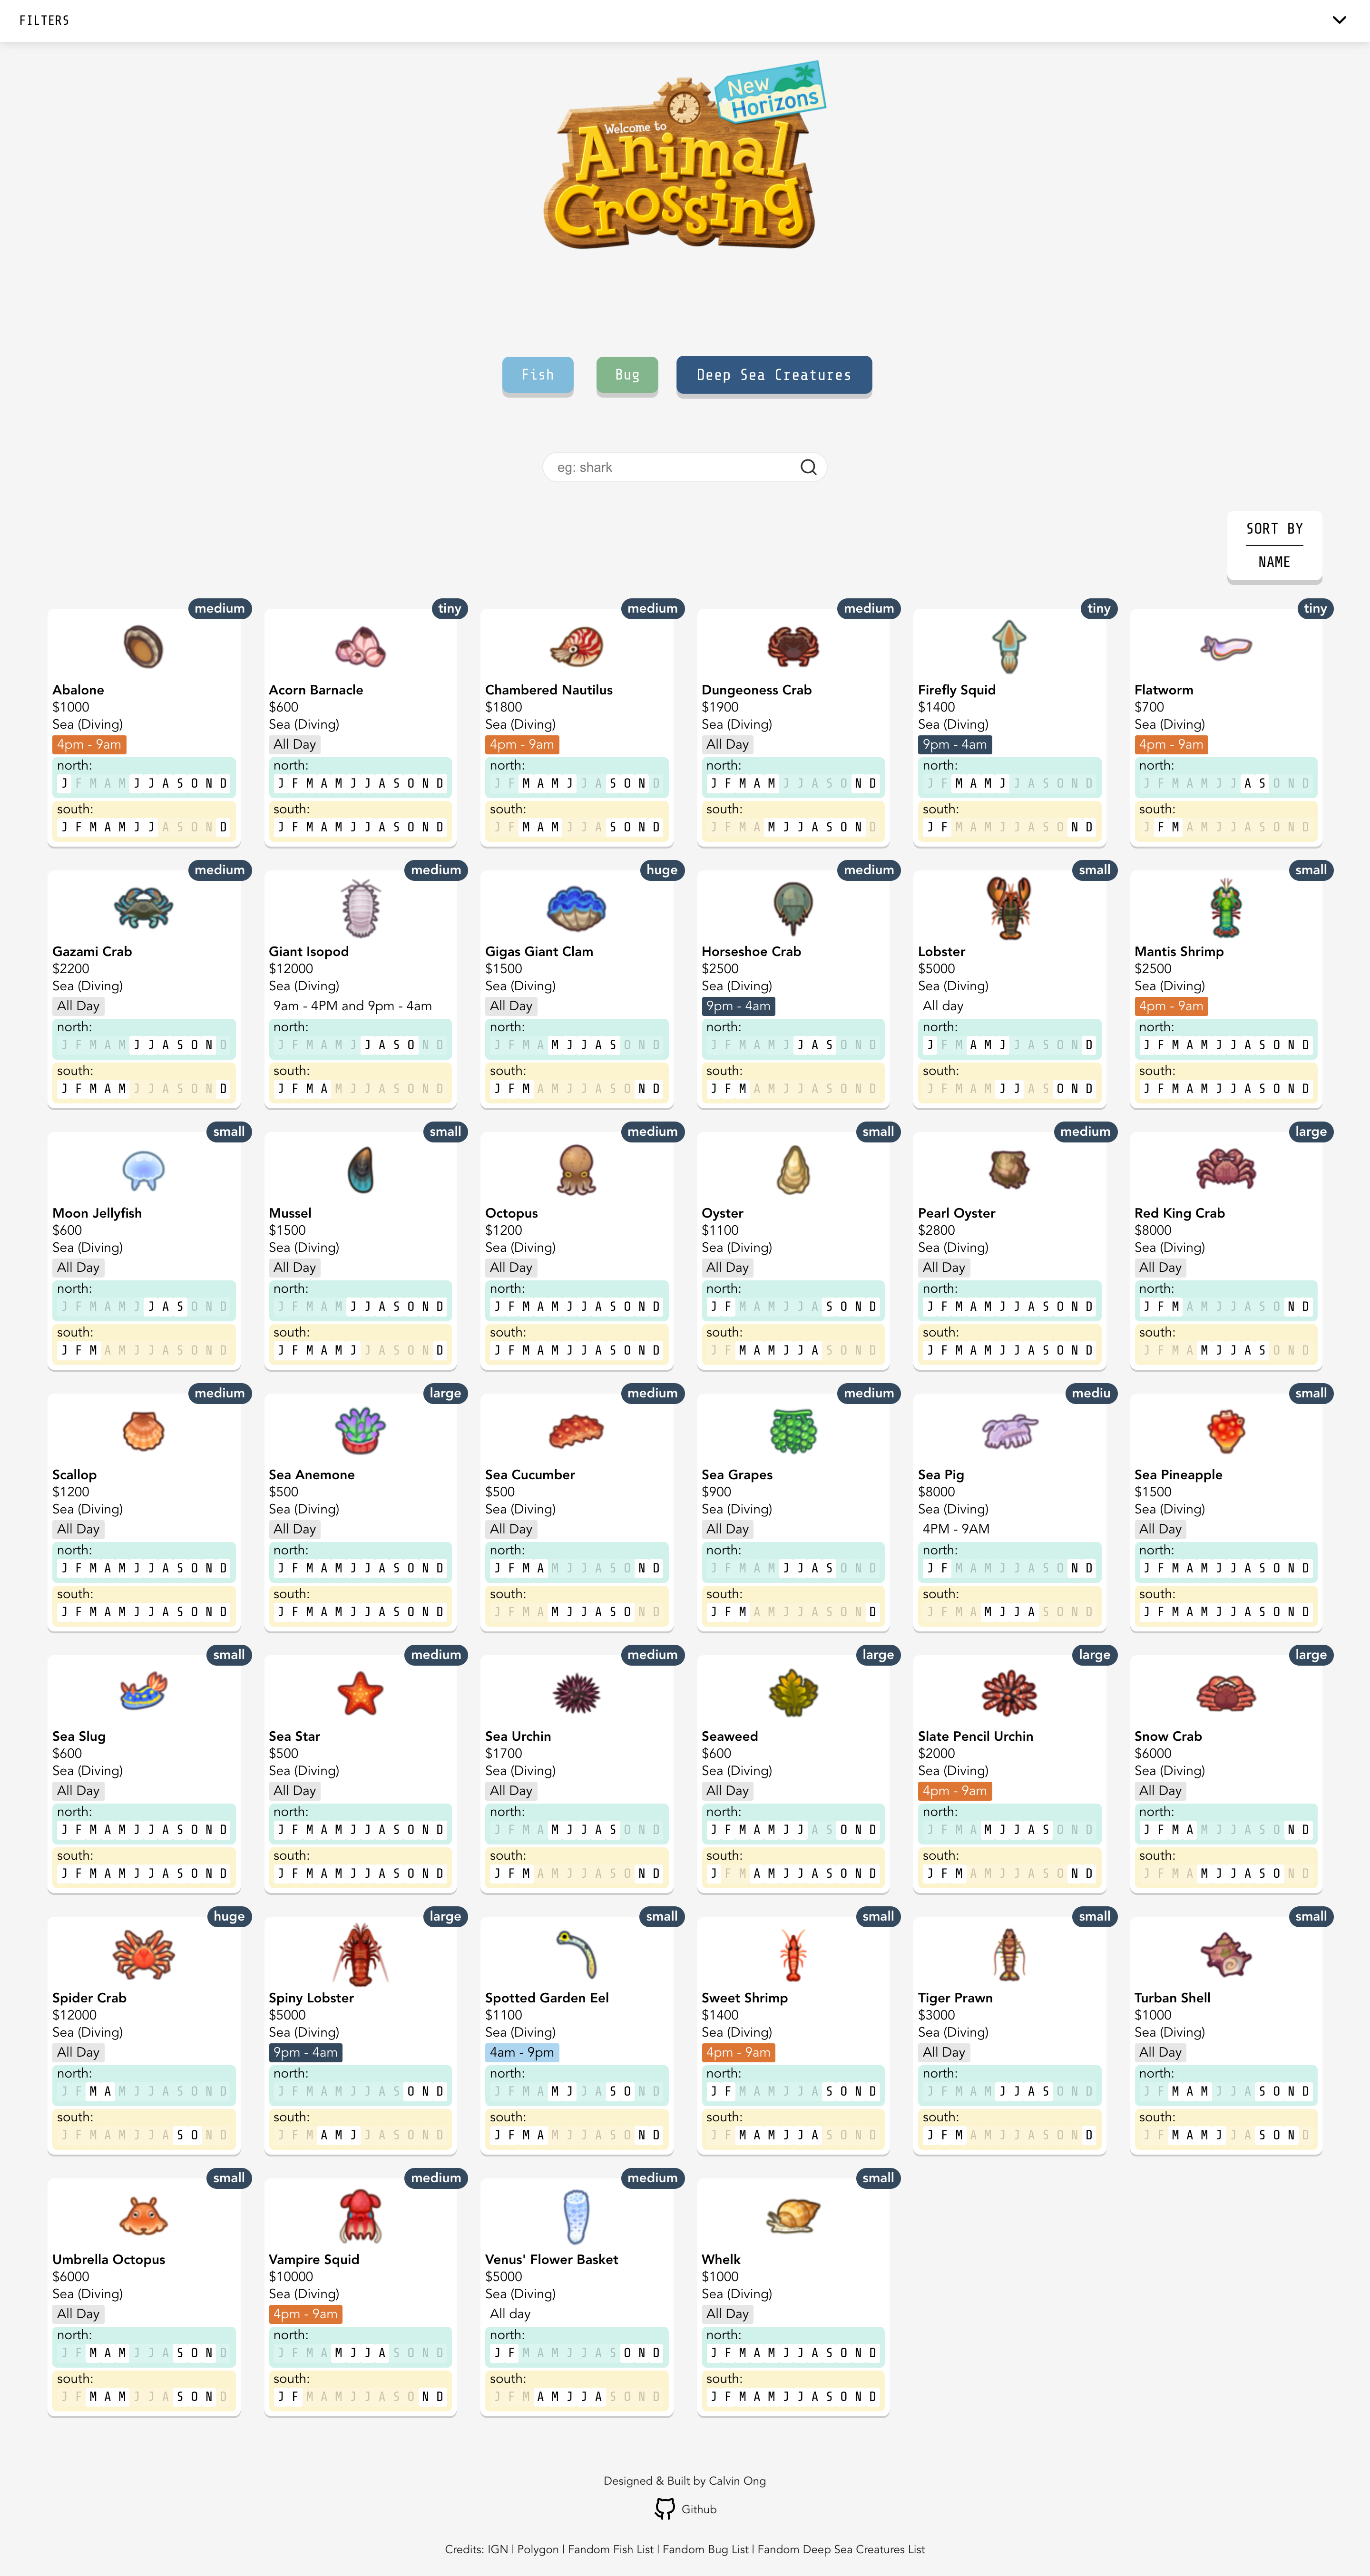 FILTERS
New
Horizons
Welcome to
Animal
Crossing
Fish
Bug
Deep Sea Creatures
eg: shark
SORT BY
NAME
medium
Abalone
$1000
Sea (Diving)
4pm - 9am
north:
J F M A M J J A S O N D
south:
J F M A M J J A S O N D
tiny
Acorn Barnacle
$600
Sea (Diving)
All Day
north:
J F M A M J J A S O N D
south:
J F M A M J J A S O N D
medium
Chambered Nautilus
$1800
Sea (Diving)
4pm - 9am
north:
J F M A M J J A S O N D
south:
J F M A M J J A S O N D
medium
Dungeoness Crab
$1900
Sea (Diving)
All Day
north:
J F M A M J J A S O N D
south:
J F M A M J J A S O N D
tiny
Firefly Squid
$1400
Sea (Diving)
9pm - 4am
north:
J F M A M J J A S O N D
south:
J F M A M J J A S O N D
tiny
Flatworm
$700
Sea (Diving)
4pm - 9am
north:
J F M A M J J A S O N D
south:
J F M A M J J A S O N D
medium
Gazami Crab
$2200
Sea (Diving)
All Day
north:
J F M A M J J A S O N D
south:
J F M A M J J A S O N D
medium
Giant Isopod
$12000
Sea (Diving)
9am - 4PM and 9pm - 4am
north:
J F M A M J J A S O N D
south:
J F M A M J J A S O N D
huge
Gigas Giant Clam
$1500
Sea (Diving)
All Day
north:
J F M A M J J A S O N D
south:
J F M A M J J A S O N D
medium
Horseshoe Crab
$2500
Sea (Diving)
9pm - 4am
north:
J F M A M J J A S O N D
south:
J F M A M J J A S O N D
small
Lobster
$5000
Sea (Diving)
All day
north:
J F M A M J J A S O N D
south:
J F M A M J J A S O N D
small
Mantis Shrimp
$2500
Sea (Diving)
4pm - 9am
north:
J F M A M J J A S O N D
south:
J F M A M J J A S O N D
small
Moon Jellyfish
$600
Sea (Diving)
All Day
north:
J F M A M J J A S O N D
south:
J F M A M J J A S O N D
small
Mussel
$1500
Sea (Diving)
All Day
north:
J F M A M J J A S O N D
south:
J F M A M J J A S O N D
medium
Octopus
$1200
Sea (Diving)
All Day
north:
J F M A M J J A S O N D
south:
J F M A M J J A S O N D
small
Oyster
$1100
Sea (Diving)
All Day
north:
J F M A M J J A S O N D
south:
J F M A M J J A S O N D
medium
Pearl Oyster
$2800
Sea (Diving)
All Day
north:
J F M A M J J A S O N D
south:
J F M A M J J A S O N D
large
Red King Crab
$8000
Sea (Diving)
All Day
north:
J F M A M J J A S O N D
south:
J F M A M J J A S O N D
medium
Scallop
$1200
Sea (Diving)
All Day
north:
J F M A M J J A S O N D
south:
J F M A M J J A S O N D
large
Sea Anemone
$500
Sea (Diving)
All Day
north:
J F M A M J J A S O N D
south:
J F M A M J J A S O N D
medium
Sea Cucumber
$500
Sea (Diving)
All Day
north:
J F M A M J J A S O N D
south:
J F M A M J J A S O N D
medium
Sea Grapes
$900
Sea (Diving)
All Day
north:
J F M A M J J A S O N D
south:
J F M A M J J A S O N D
mediu
Sea Pig
$8000
Sea (Diving)
4PM - 9AM
north:
J F M A M J J A S O N D
south:
J F M A M J J A S O N D
small
Sea Pineapple
$1500
Sea (Diving)
All Day
north:
J F M A M J J A S O N D
south:
J F M A M J J A S O N D
small
Sea Slug
$600
Sea (Diving)
All Day
north:
J F M A M J J A S O N D
south:
J F M A M J J A S O N D
medium
Sea Star
$500
Sea (Diving)
All Day
north:
J F M A M J J A S O N D
south:
J F M A M J J A S O N D
medium
Sea Urchin
$1700
Sea (Diving)
All Day
north:
J F M A M J J A S O N D
south:
J F M A M J J A S O N D
large
Seaweed
$600
Sea (Diving)
All Day
north:
J F M A M J J A S O N D
south:
J F M A M J J A S O N D
large
Slate Pencil Urchin
$2000
Sea (Diving)
4pm - 9am
north:
J F M A M J J A S O N D
south:
J F M A M J J A S O N D
large
Snow Crab
$6000
Sea (Diving)
All Day
north:
J F M A M J J A S O N D
south:
J F M A M J J A S O N D
huge
Spider Crab
$12000
Sea (Diving)
All Day
north:
J F M A M J J A S O N D
south:
J F M A M J J A S O N D
large
Spiny Lobster
$5000
Sea (Diving)
9pm - 4am
north:
J F M A M J J A S O N D
south:
J F M A M J J A S O N D
small
Spotted Garden Eel
$1100
Sea (Diving)
4am - 9pm
north:
J F M A M J J A S O N D
south:
J F M A M J J A S O N D
small
Sweet Shrimp
$1400
Sea (Diving)
4pm - 9am
north:
J F M A M J J A S O N D
south:
J F M A M J J A S O N D
small
Tiger Prawn
$3000
Sea (Diving)
All Day
north:
J F M A M J J A S O N D
south:
J F M A M J J A S O N D
small
Turban Shell
$1000
Sea (Diving)
All Day
north:
J F M A M J J A S O N D
south:
J F M A M J J A S O N D
small
Umbrella Octopus
$6000
Sea (Diving)
All Day
north:
J F M A M J J A S O N D
south:
J F M A M J J A S O N D
medium
Vampire Squid
$10000
Sea (Diving)
4pm - 9am
north:
J F M A M J J A S O N D
south:
J F M A M J J A S O N D
medium
Venus' Flower Basket
$5000
Sea (Diving)
All day
north:
J F M A M J J A S O N D
south:
J F M A M J J A S O N D
small
Whelk
$1000
Sea (Diving)
All Day
north:
J F M A M J J A S O N D
south:
J F M A M J J A S O N D
Designed & Built by Calvin Ong
Github
Credits: IGN | Polygon | Fandom Fish List | Fandom Bug List | Fandom Deep Sea Creatures List